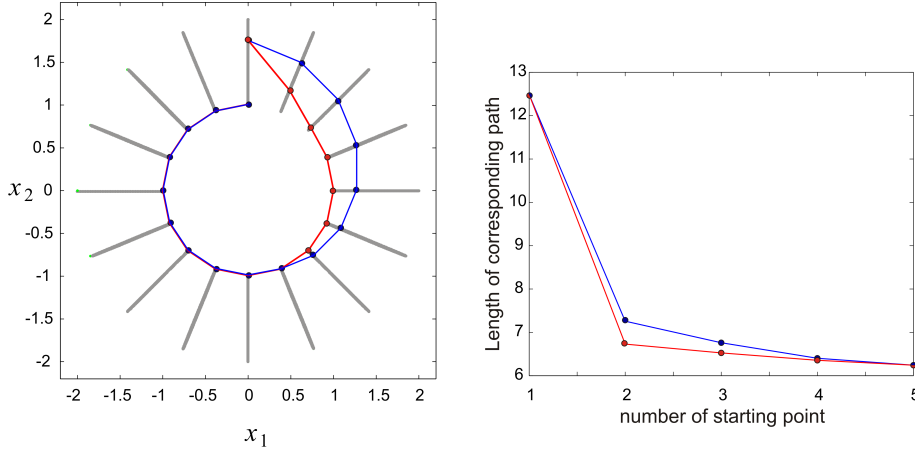 2
1.5
1
0.5
0
-0.5
-1
-1.5
-2
x2
-2 -1.5 -1 -0.5 0 0.5 1 1.5 2
x1
13
12
11
10
9
8
7
6
Length of corresponding path
1 2 3 4 5
number of starting point